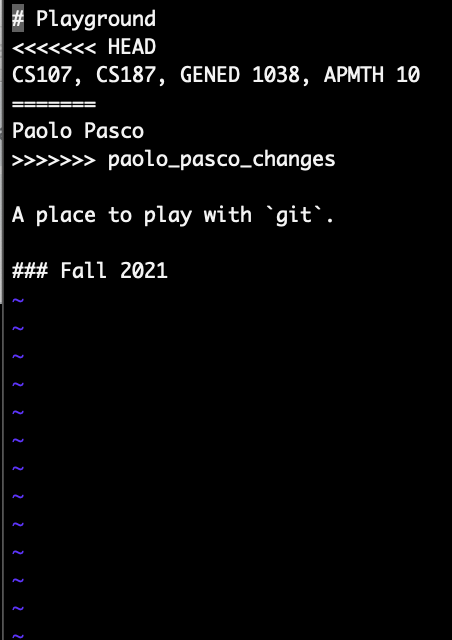 # Playground
<<<<<<< HEAD
CS107, CS187, GENED 1038, APMTH 10
=======
Paolo Pasco
>>>>>>> paolo_pasco_changes

A place to play with `git`.

### Fall 2021
~
~
~
~
~
~
~
~
~
~
~
~
~